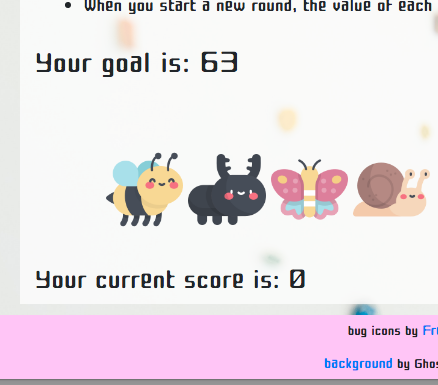 When you start a new round, the value of each
Your goal is: 63
Your current score is: 0
bug icons by
background by